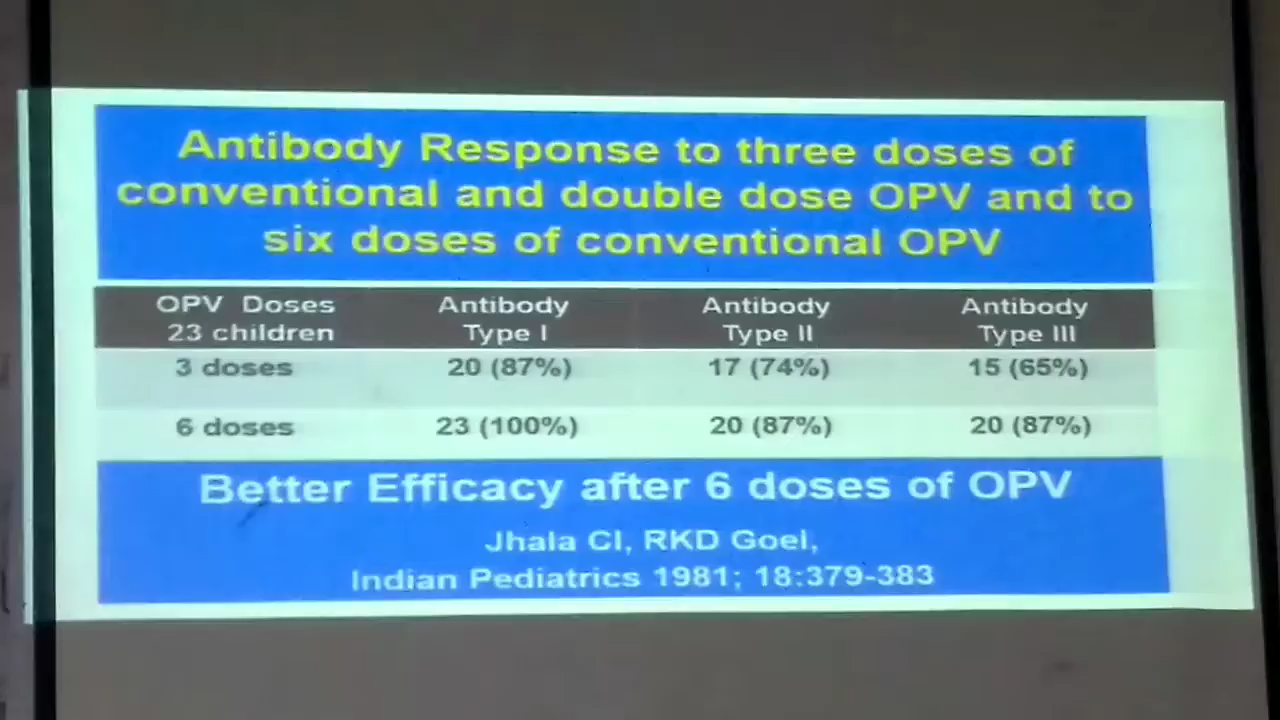 Antibody Response to three doses of
conventional and double dose OPV and to
six doses of conventional OPV
OPV Doses Antibody Antibody Antibody
23 children Type I Type II Type III
3 doses 20 (87%) 17 (74%) 15 (65%)
6 doses 23 (100%) 20 (87%) 20 (87%)
Better Efficacy after 6 doses of OPV
Jhala CI, RKD Goel,
Indian Pediatrics 1981; 18:379-383